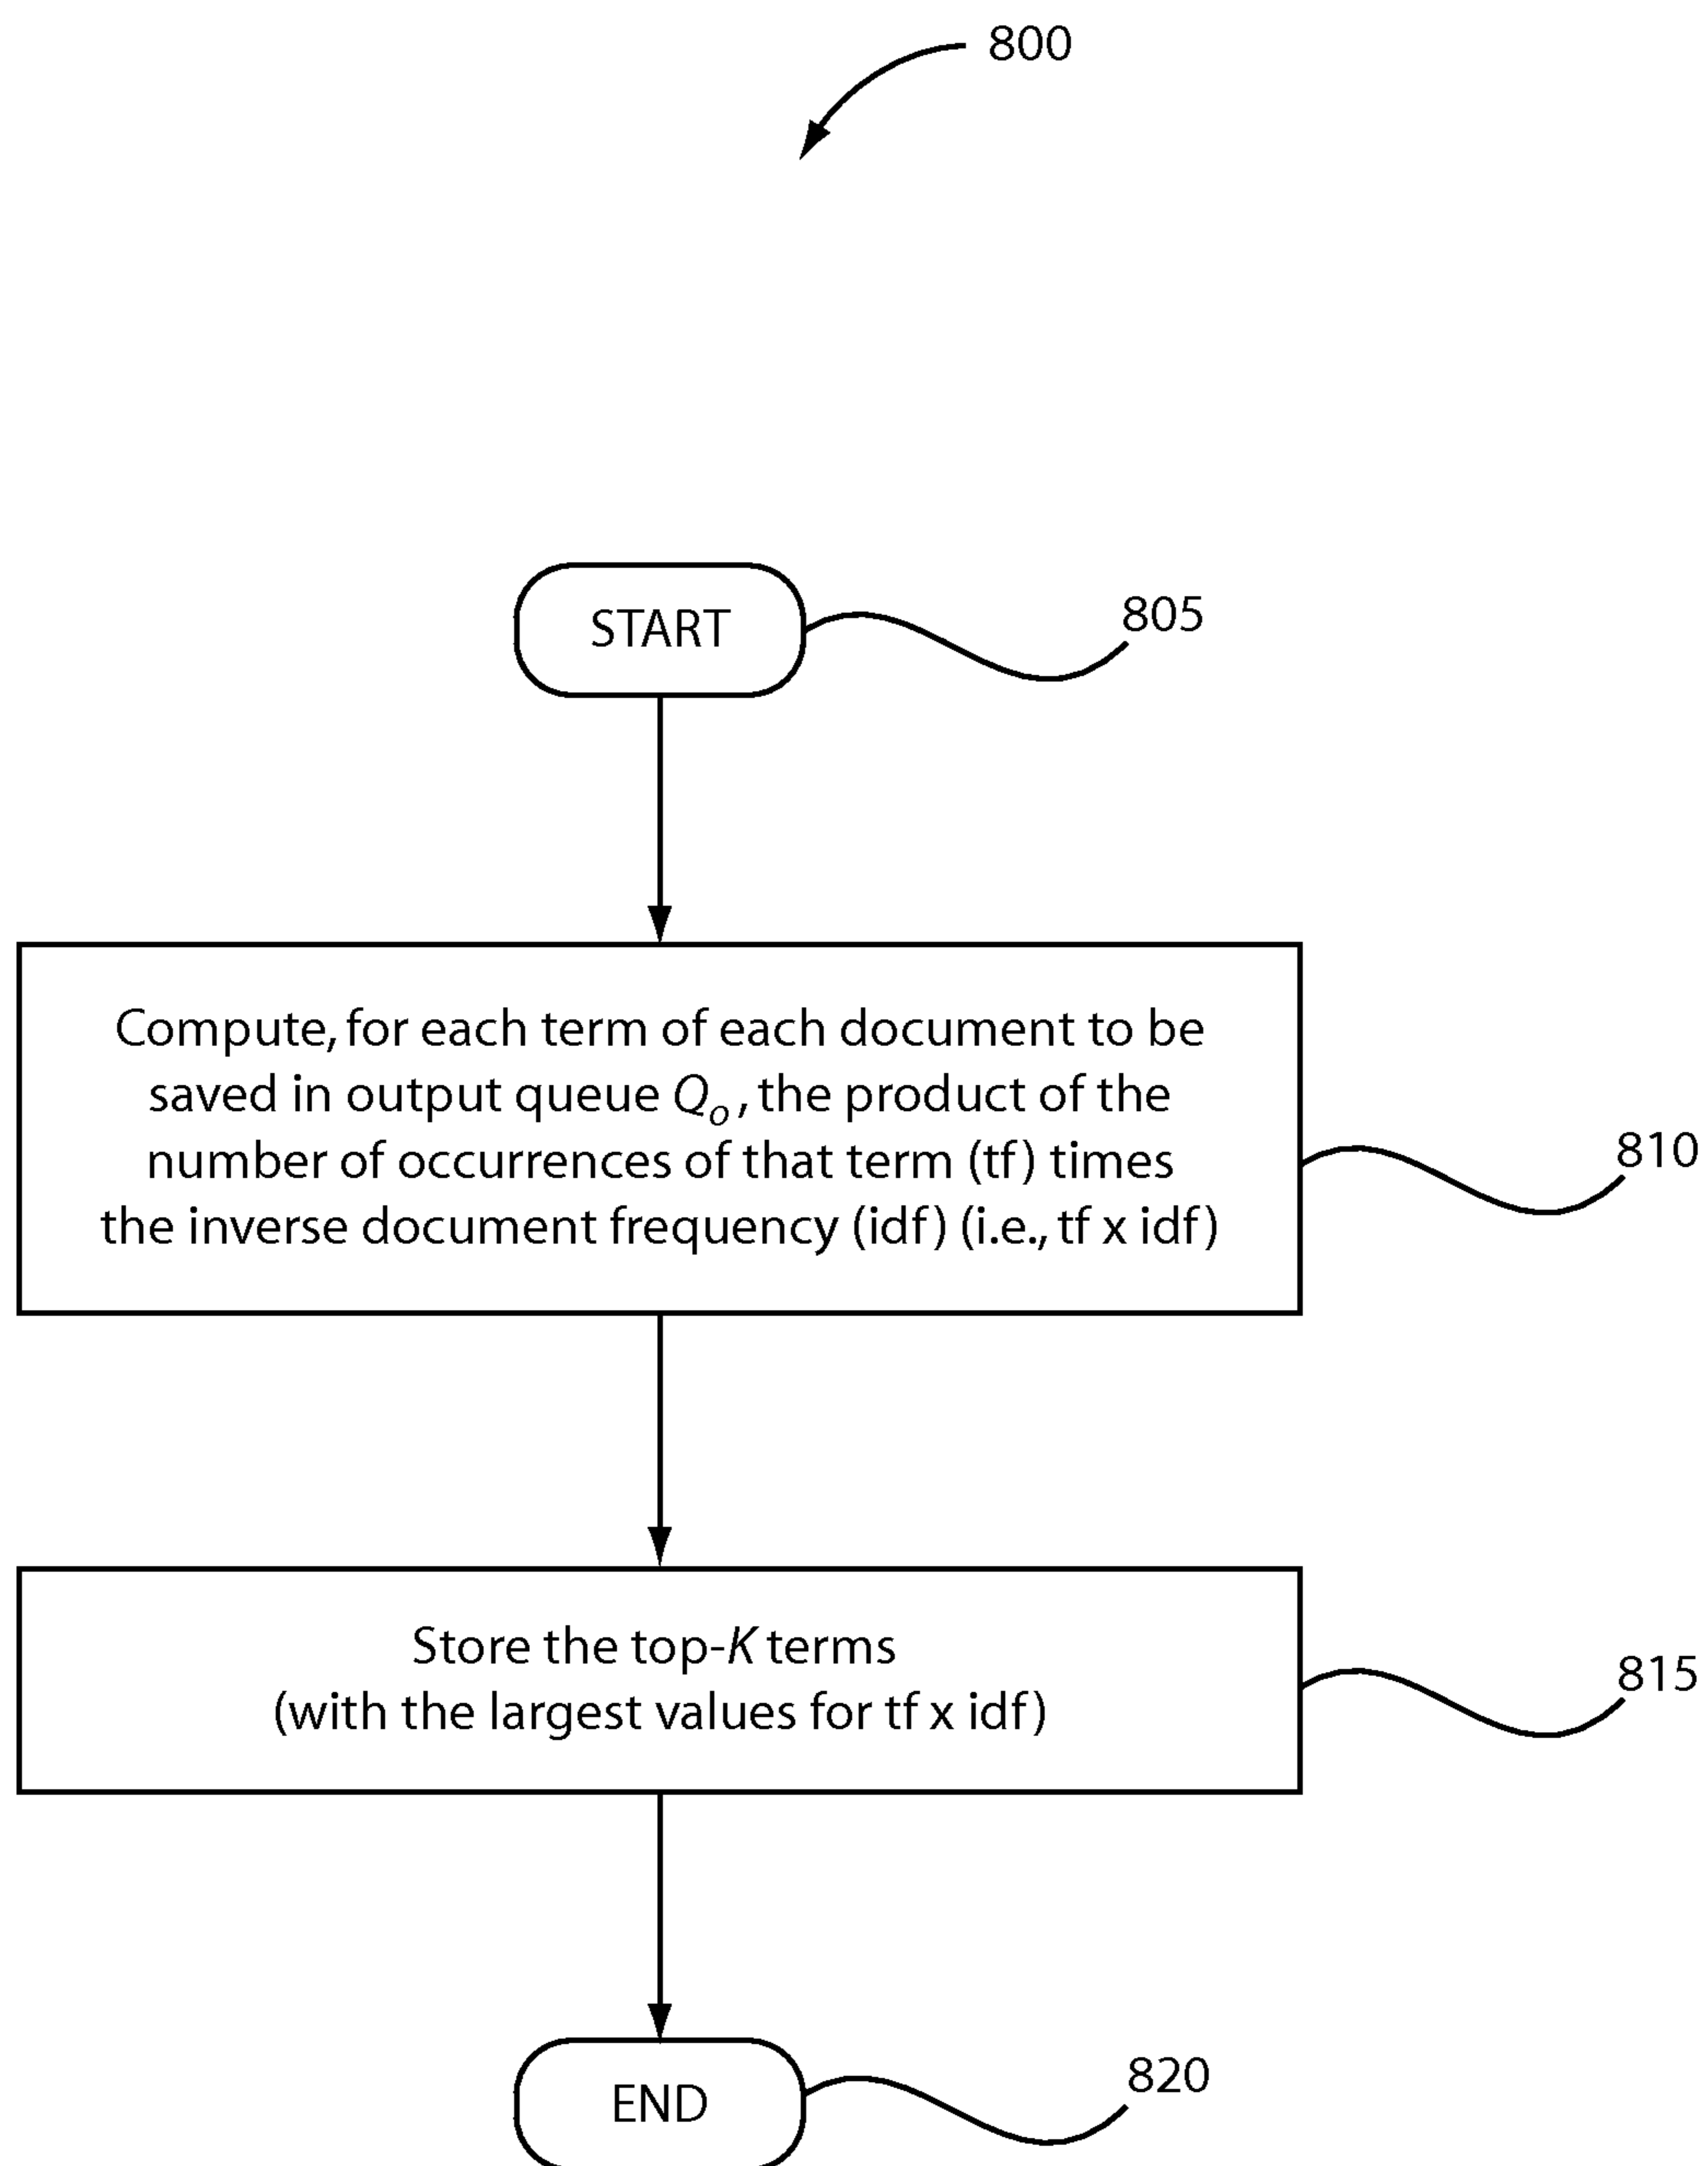 800
START
805
Compute, for each term of each document to be
saved in output queue Qo, the product of the
number of occurrences of that term (tf) times
the inverse document frequency (idf) (i.e., tf x idf)
810
Store the top-K terms
(with the largest values for tf x idf)
815
END
820